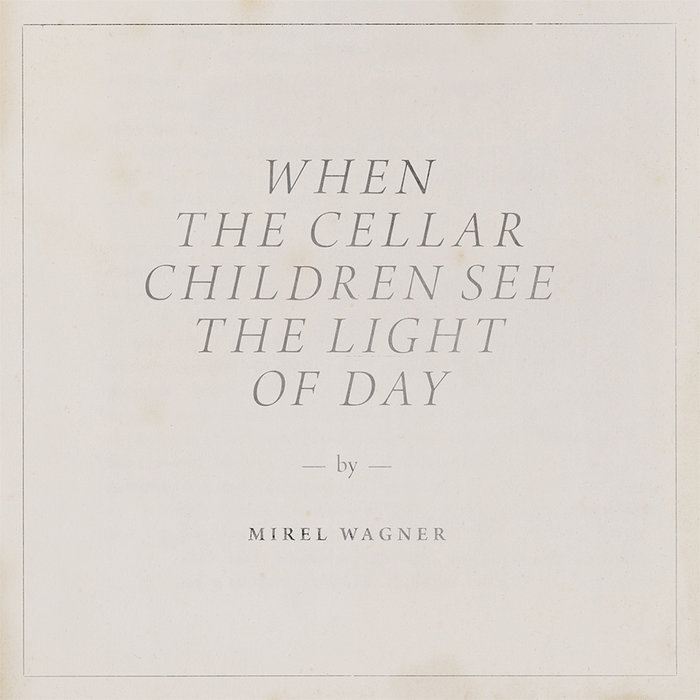 WHEN
THE CELLAR
CHILDREN SEE
THE LIGHT
OF DAY
— by —
MIREL WAGNER